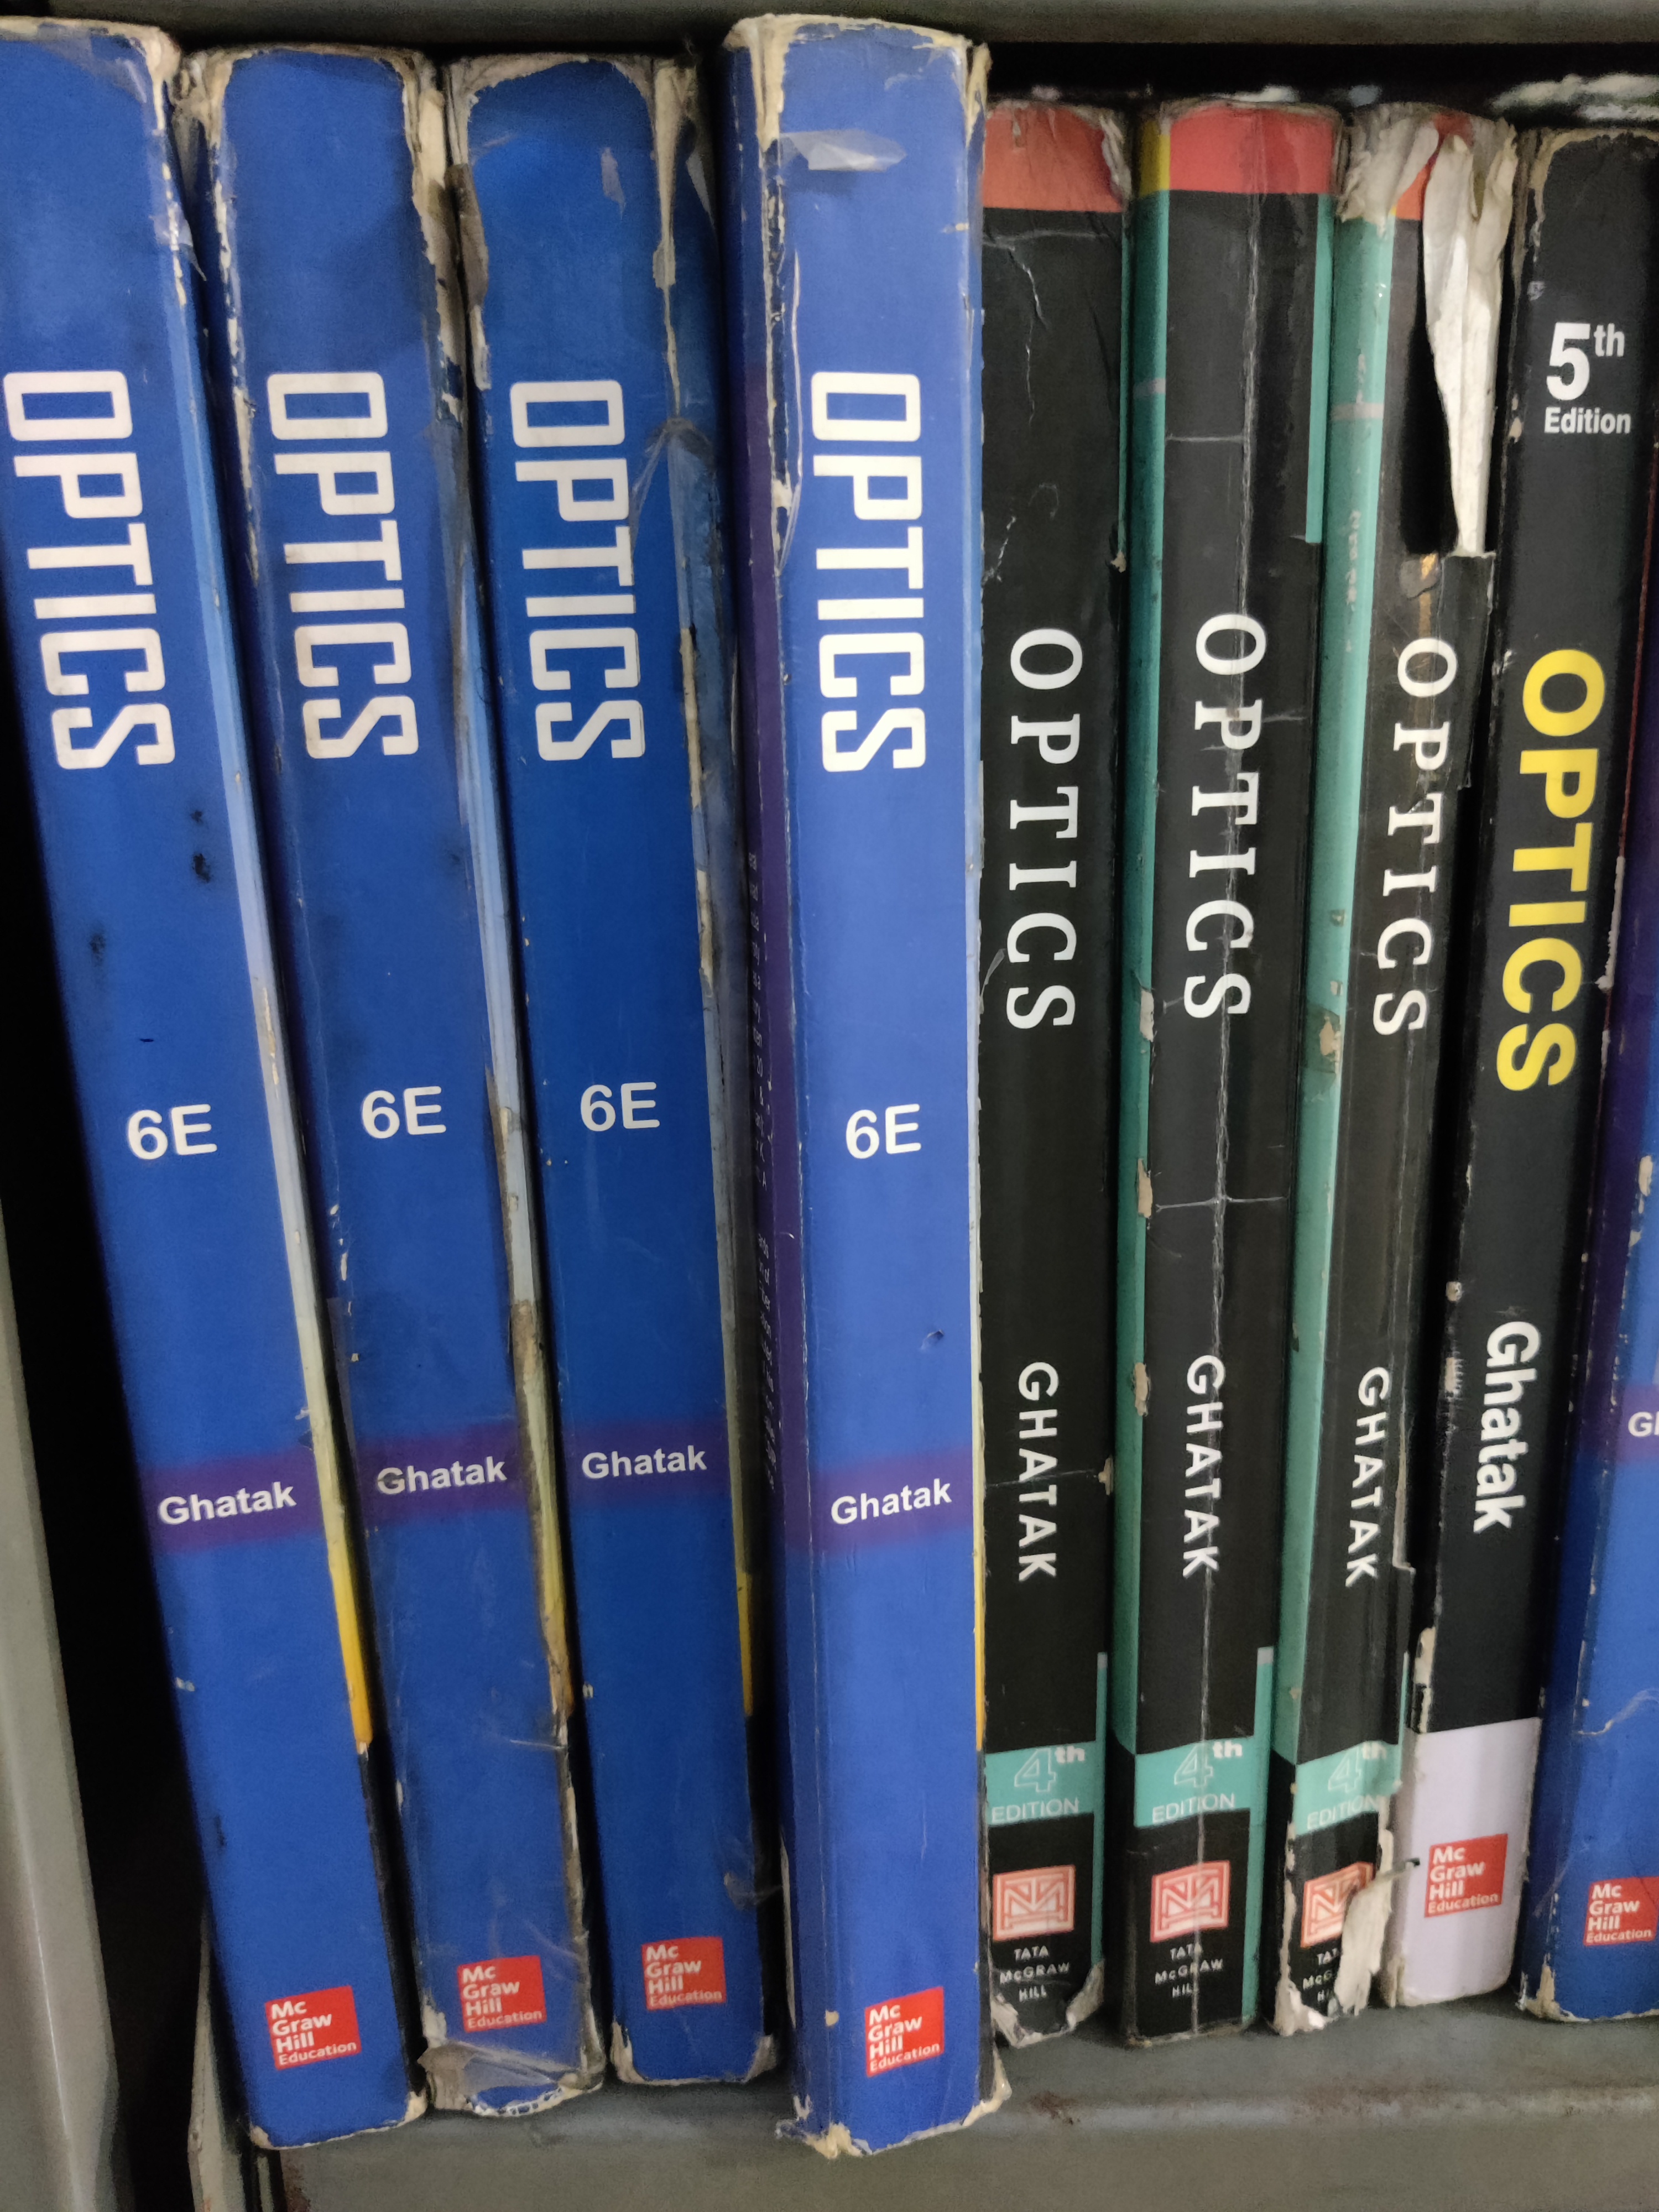 OPTICS
6E
Ghatak
Mc
Graw
Hill
Education
OPTICS
6E
Ghatak
Mc
Graw
Hill
Education
OPTICS
6E
Ghatak
Mc
Graw
Hill
Education
OPTICS
6E
Ghatak
Mc
Graw
Hill
Education
OPTICS
GHATAK
4th
EDITION
TATA
McGRAW
HILL
OPTICS
GHATAK
4th
EDITION
TATA
McGRAW
HILL
OPTICS
GHATAK
4th
EDITION
5th
Edition
OPTICS
Ghatak
Mc
Graw
Hill
Education
Mc
Graw
Hill
Education